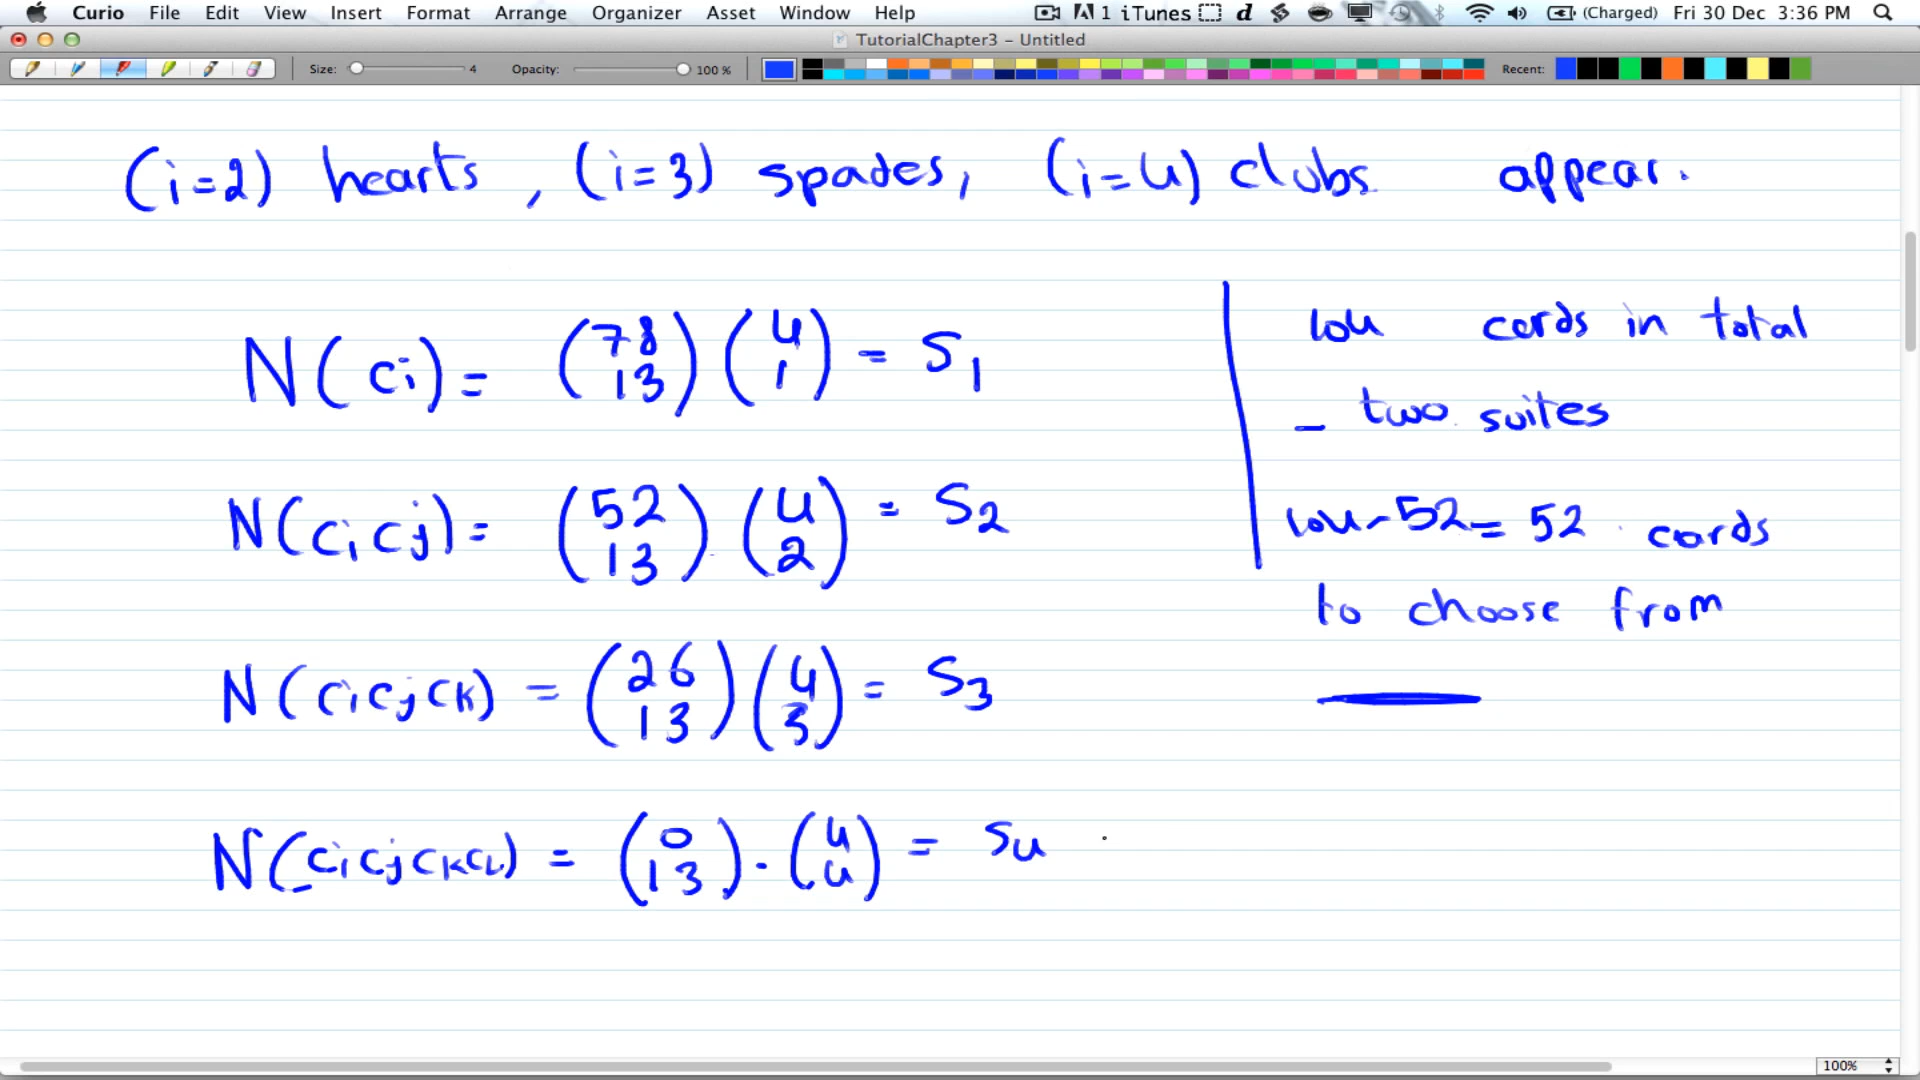 Curio File Edit View Insert Format Arrange Organizer Asset Window Help 1 iTunes (Charged) Fri 30 Dec 3:36 PM
TutorialChapter3 – Untitled
Size: 4 Opacity: 100 % Recent:
(i=2) hearts, (i=3) spades, (i=4) clubs appear.
N(ci) = (78 13) (4 1) = S1
104 cards in total
- two suites
N(cicj) = (52 13) . (4 2) = S2
104 - 52 = 52 cards
to choose from
N(cicjck) = (26 13) (4 3) = S3
N(cicjckcl) = (0 13) . (4 4) = S4
100%